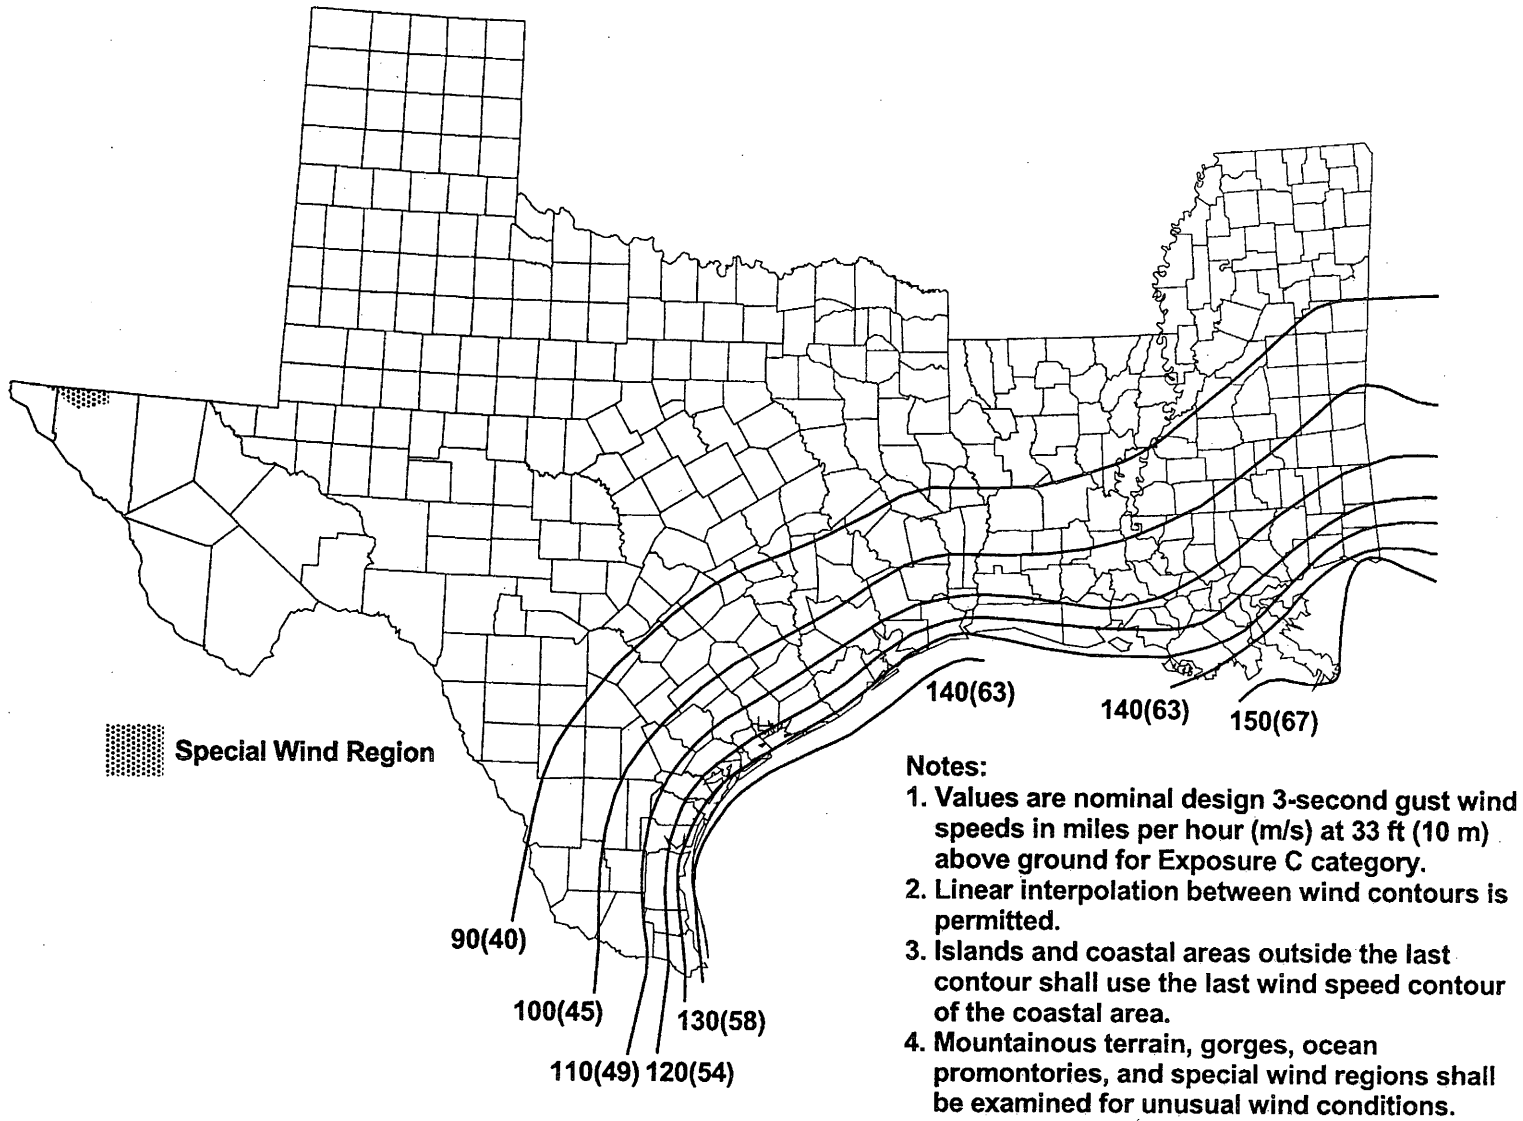 140(63)
140(63)
150(67)
Special Wind Region
90(40)
100(45)
130(58)
110(49)
120(54)
Notes:
1. Values are nominal design 3-second gust wind
speeds in miles per hour (m/s) at 33 ft (10 m)
above ground for Exposure C category.
2. Linear interpolation between wind contours is
permitted.
3. Islands and coastal areas outside the last
contour shall use the last wind speed contour
of the coastal area.
4. Mountainous terrain, gorges, ocean
promontories, and special wind regions shall
be examined for unusual wind conditions.